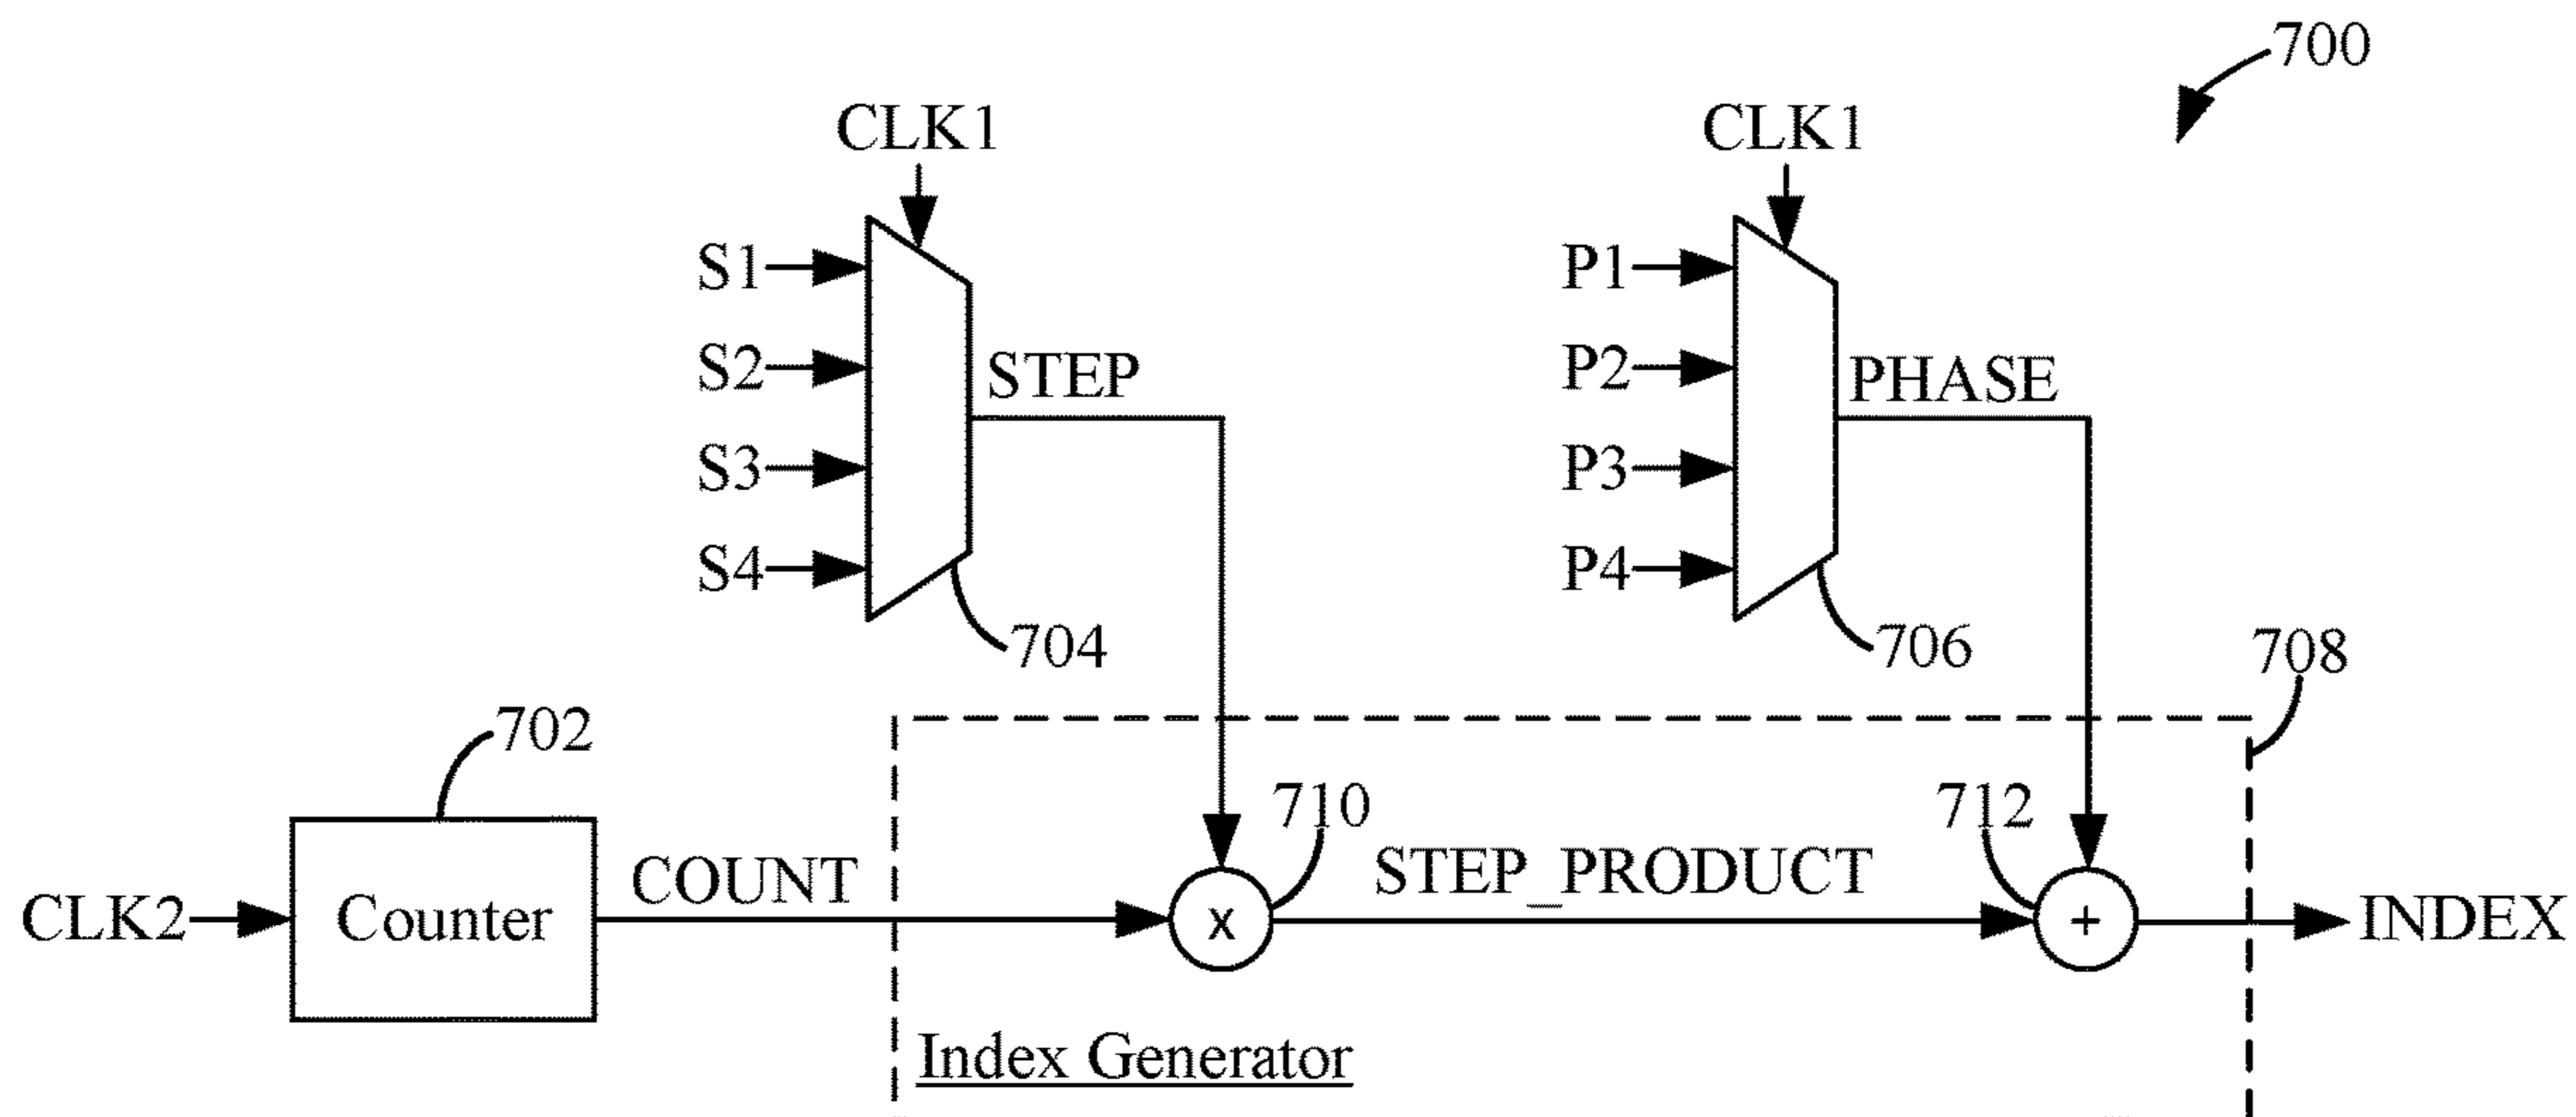 700
CLK1 CLK1
S1 P1
S2 STEP P2 PHASE
S3 P3
S4 P4
704 706
708
702
710 712
COUNT STEP_PRODUCT
CLK2 Counter x + INDEX
Index Generator